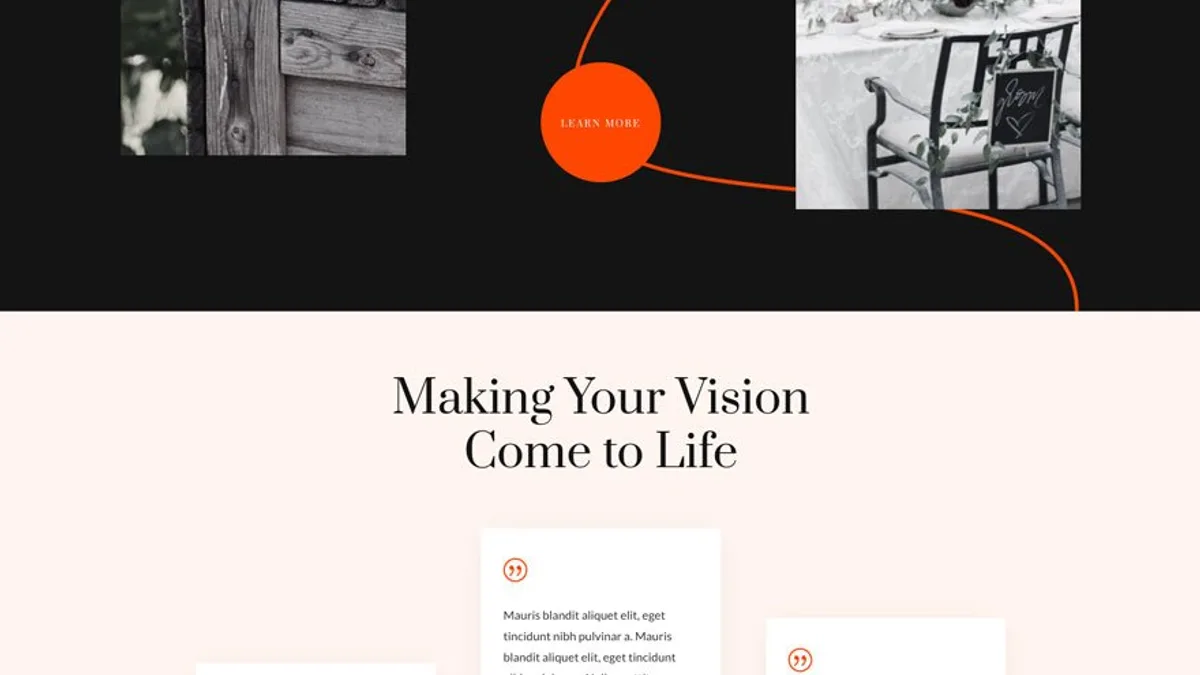 LEARN MORE
groom
Making Your Vision
Come to Life
Mauris blandit aliquet elit, eget
tincidunt nibh pulvinar a. Mauris
blandit aliquet elit, eget tincidunt